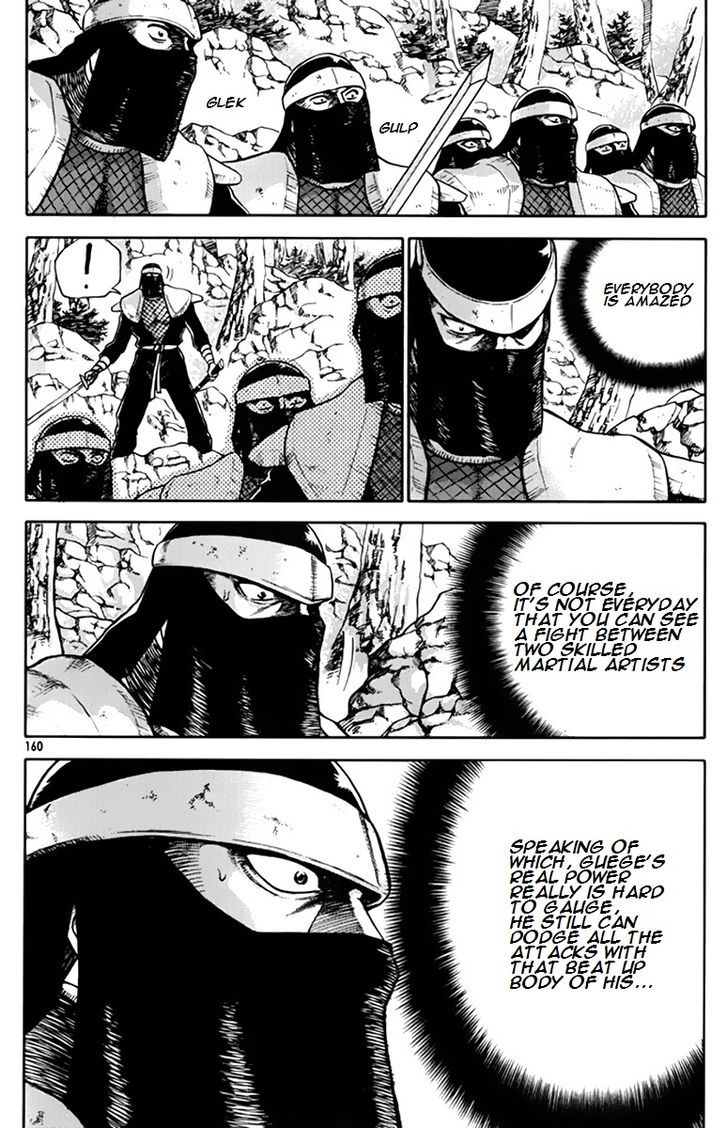 GLEK
GULP
!
EVERYBODY
IS AMAZED
OF COURSE,
IT'S NOT EVERYDAY
THAT YOU CAN SEE
A FIGHT BETWEEN
TWO SKILLED
MARTIAL ARTISTS
160
SPEAKING OF
WHICH, GUEGE'S
REAL POWER
REALLY IS HARD
TO GAUGE,
HE STILL CAN
DODGE ALL THE
ATTACKS WITH
THAT BEAT UP
BODY OF HIS...